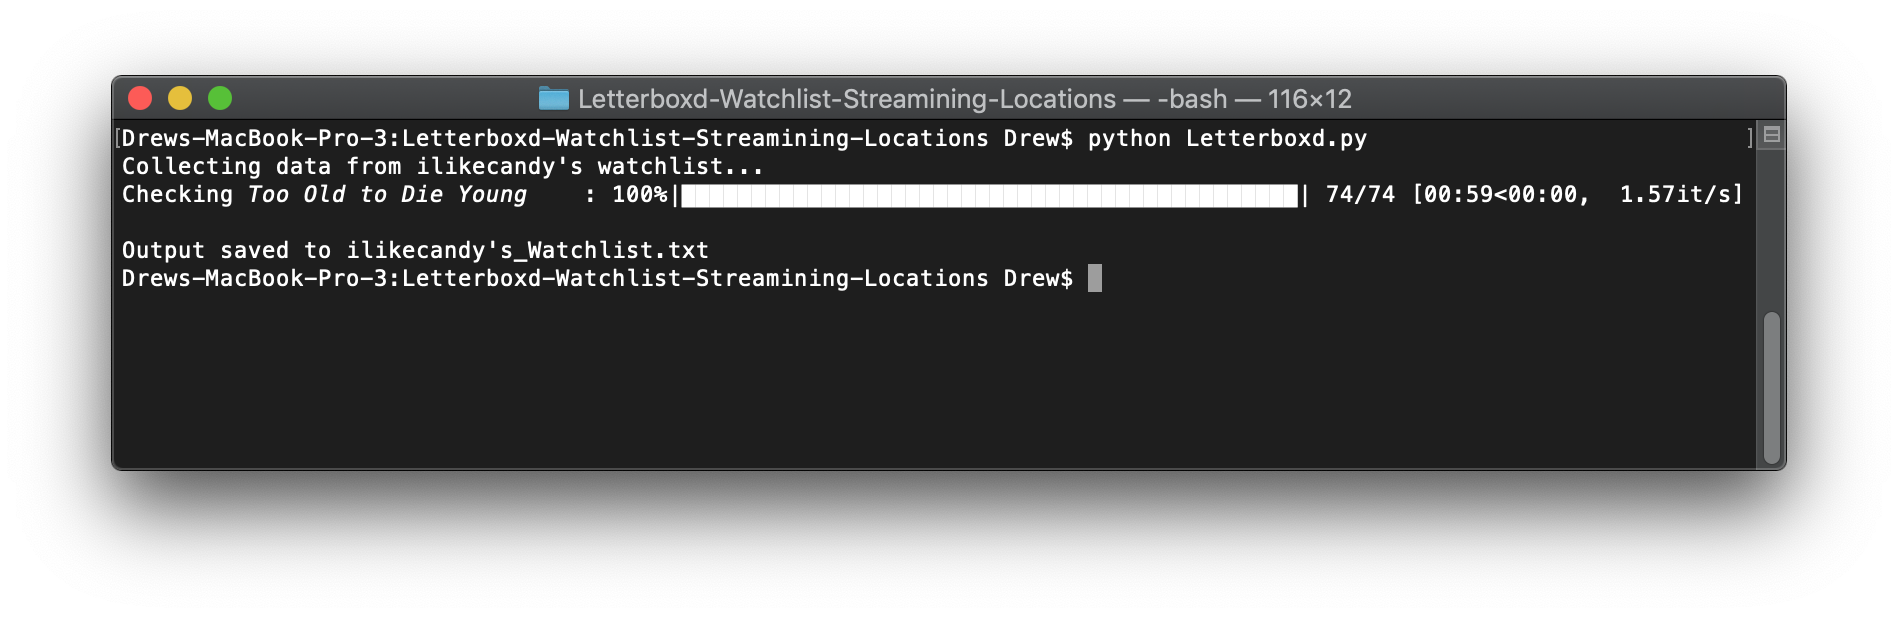 Letterboxd-Watchlist-Streamining-Locations — -bash — 116×12
[Drews-MacBook-Pro-3:Letterboxd-Watchlist-Streamining-Locations Drew$ python Letterboxd.py ]
Collecting data from ilikecandy's watchlist...
Checking Too Old to Die Young : 100%|██████████| 74/74 [00:59<00:00, 1.57it/s]
Output saved to ilikecandy's_Watchlist.txt
Drews-MacBook-Pro-3:Letterboxd-Watchlist-Streamining-Locations Drew$